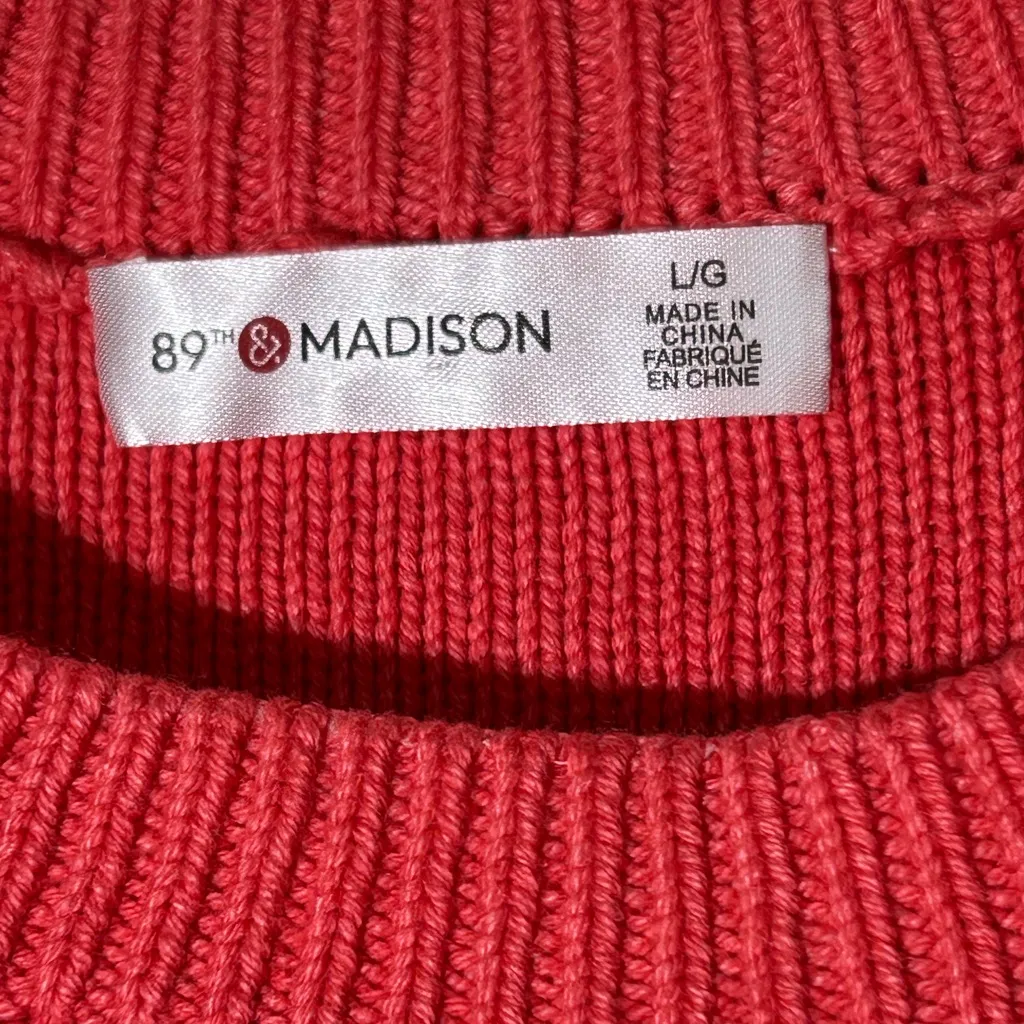 89TH & MADISON
L/G
MADE IN
CHINA
FABRIQUÉ
EN CHINE